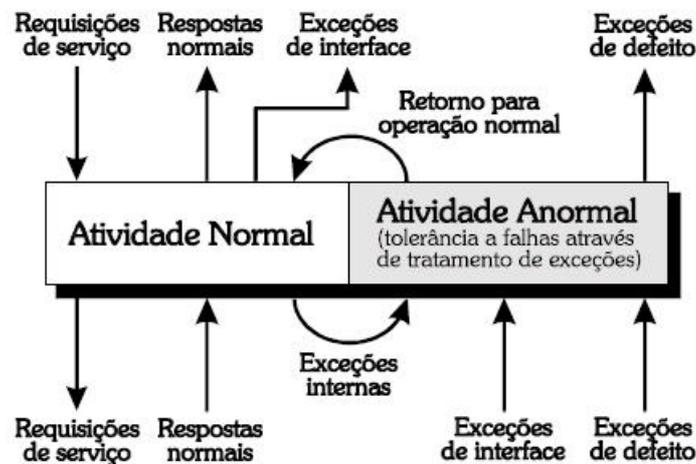 Requisições
de serviço
Respostas
normais
Exceções
de interface
Exceções
de defeito
Retorno para
operação normal
Atividade Normal
Atividade Anormal
(tolerância a falhas através
de tratamento de exceções)
Exceções
internas
Requisições
de serviço
Respostas
normais
Exceções
de interface
Exceções
de defeito